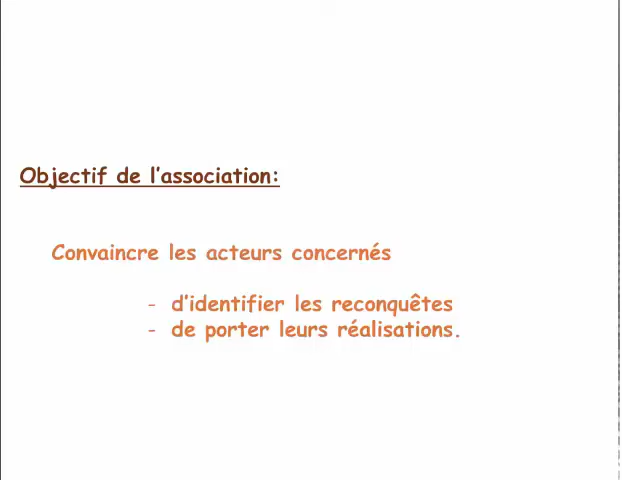 Objectif de l'association:
Convaincre les acteurs concernés
- d'identifier les reconquêtes
- de porter leurs réalisations.